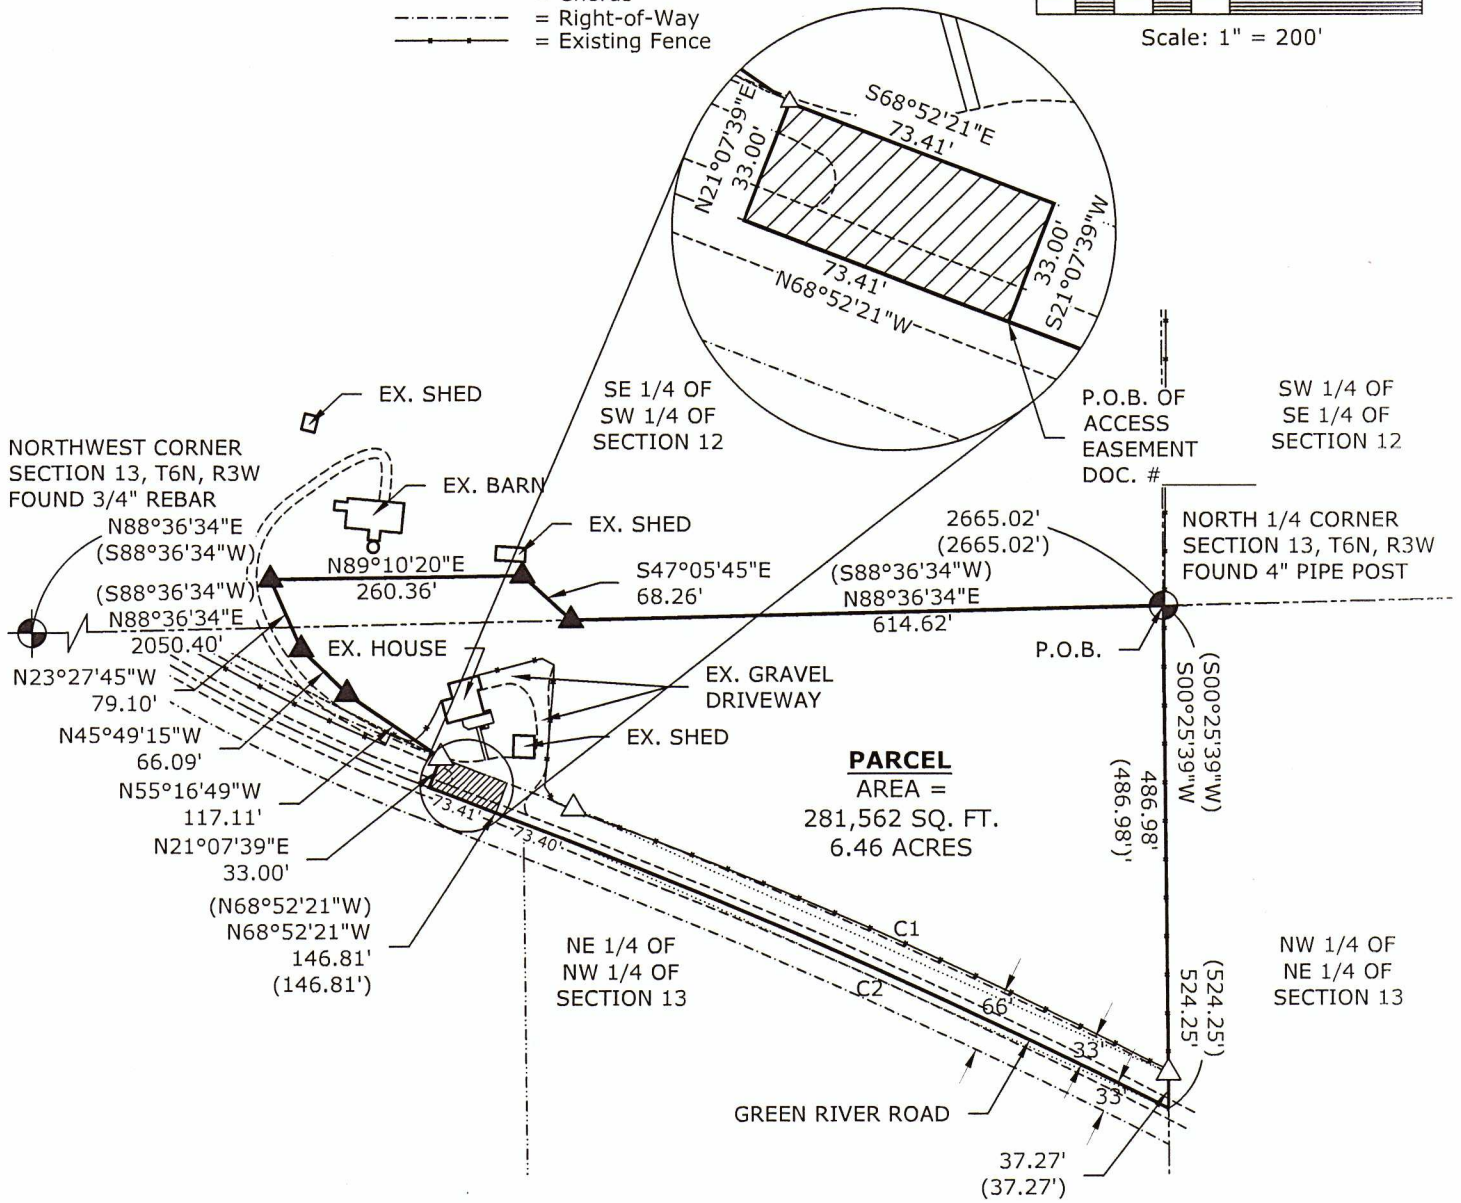 = Right-of-Way
= Existing Fence
Scale: 1" = 200'
S68°52'21"E
73.41'
N21°07'39"E
33.00'
33.00'
S21°07'39"W
73.41'
N68°52'21"W
EX. SHED
SE 1/4 OF
SW 1/4 OF
SECTION 12
P.O.B. OF
ACCESS
EASEMENT
DOC. #
SW 1/4 OF
SE 1/4 OF
SECTION 12
NORTHWEST CORNER
SECTION 13, T6N, R3W
FOUND 3/4" REBAR
N88°36'34"E
(S88°36'34"W)
EX. BARN
EX. SHED
2665.02'
(2665.02')
NORTH 1/4 CORNER
SECTION 13, T6N, R3W
FOUND 4" PIPE POST
N89°10'20"E
260.36'
S47°05'45"E
68.26'
(S88°36'34"W)
N88°36'34"E
614.62'
(S88°36'34"W)
N88°36'34"E
2050.40'
EX. HOUSE
P.O.B.
N23°27'45"W
79.10'
EX. GRAVEL
DRIVEWAY
(S00°25'39"W)
S00°25'39"W
486.98'
(486.98')'
N45°49'15"W
66.09'
EX. SHED
PARCEL
AREA =
281,562 SQ. FT.
6.46 ACRES
N55°16'49"W
117.11'
73.41'
73.40'
N21°07'39"E
33.00'
(N68°52'21"W)
N68°52'21"W
146.81'
(146.81')
C1
C2
NE 1/4 OF
NW 1/4 OF
SECTION 13
66'
33'
33'
NW 1/4 OF
NE 1/4 OF
SECTION 13
(524.25')
524.25'
GREEN RIVER ROAD
37.27'
(37.27')